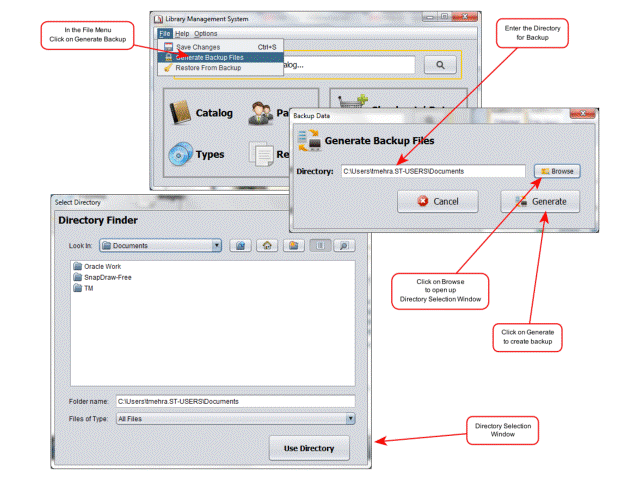 In the File Menu
Click on Generate Backup
Library Management System
File Help Options
Save Changes Ctrl+S
Generate Backup Files
Restore From Backup
Enter the Directory
for Backup
Catalog
Types
Backup Data
Generate Backup Files
Directory: C:\Users\tmehra.ST-USERS\Documents Browse
Cancel Generate
Select Directory
Directory Finder
Look In: Documents
Oracle Work
SnapDraw-Free
TM
Folder name: C:\Users\tmehra.ST-USERS\Documents
Files of Type: All Files
Use Directory
Click on Browse
to open up
Directory Selection Window
Click on Generate
to create backup
Directory Selection
Window